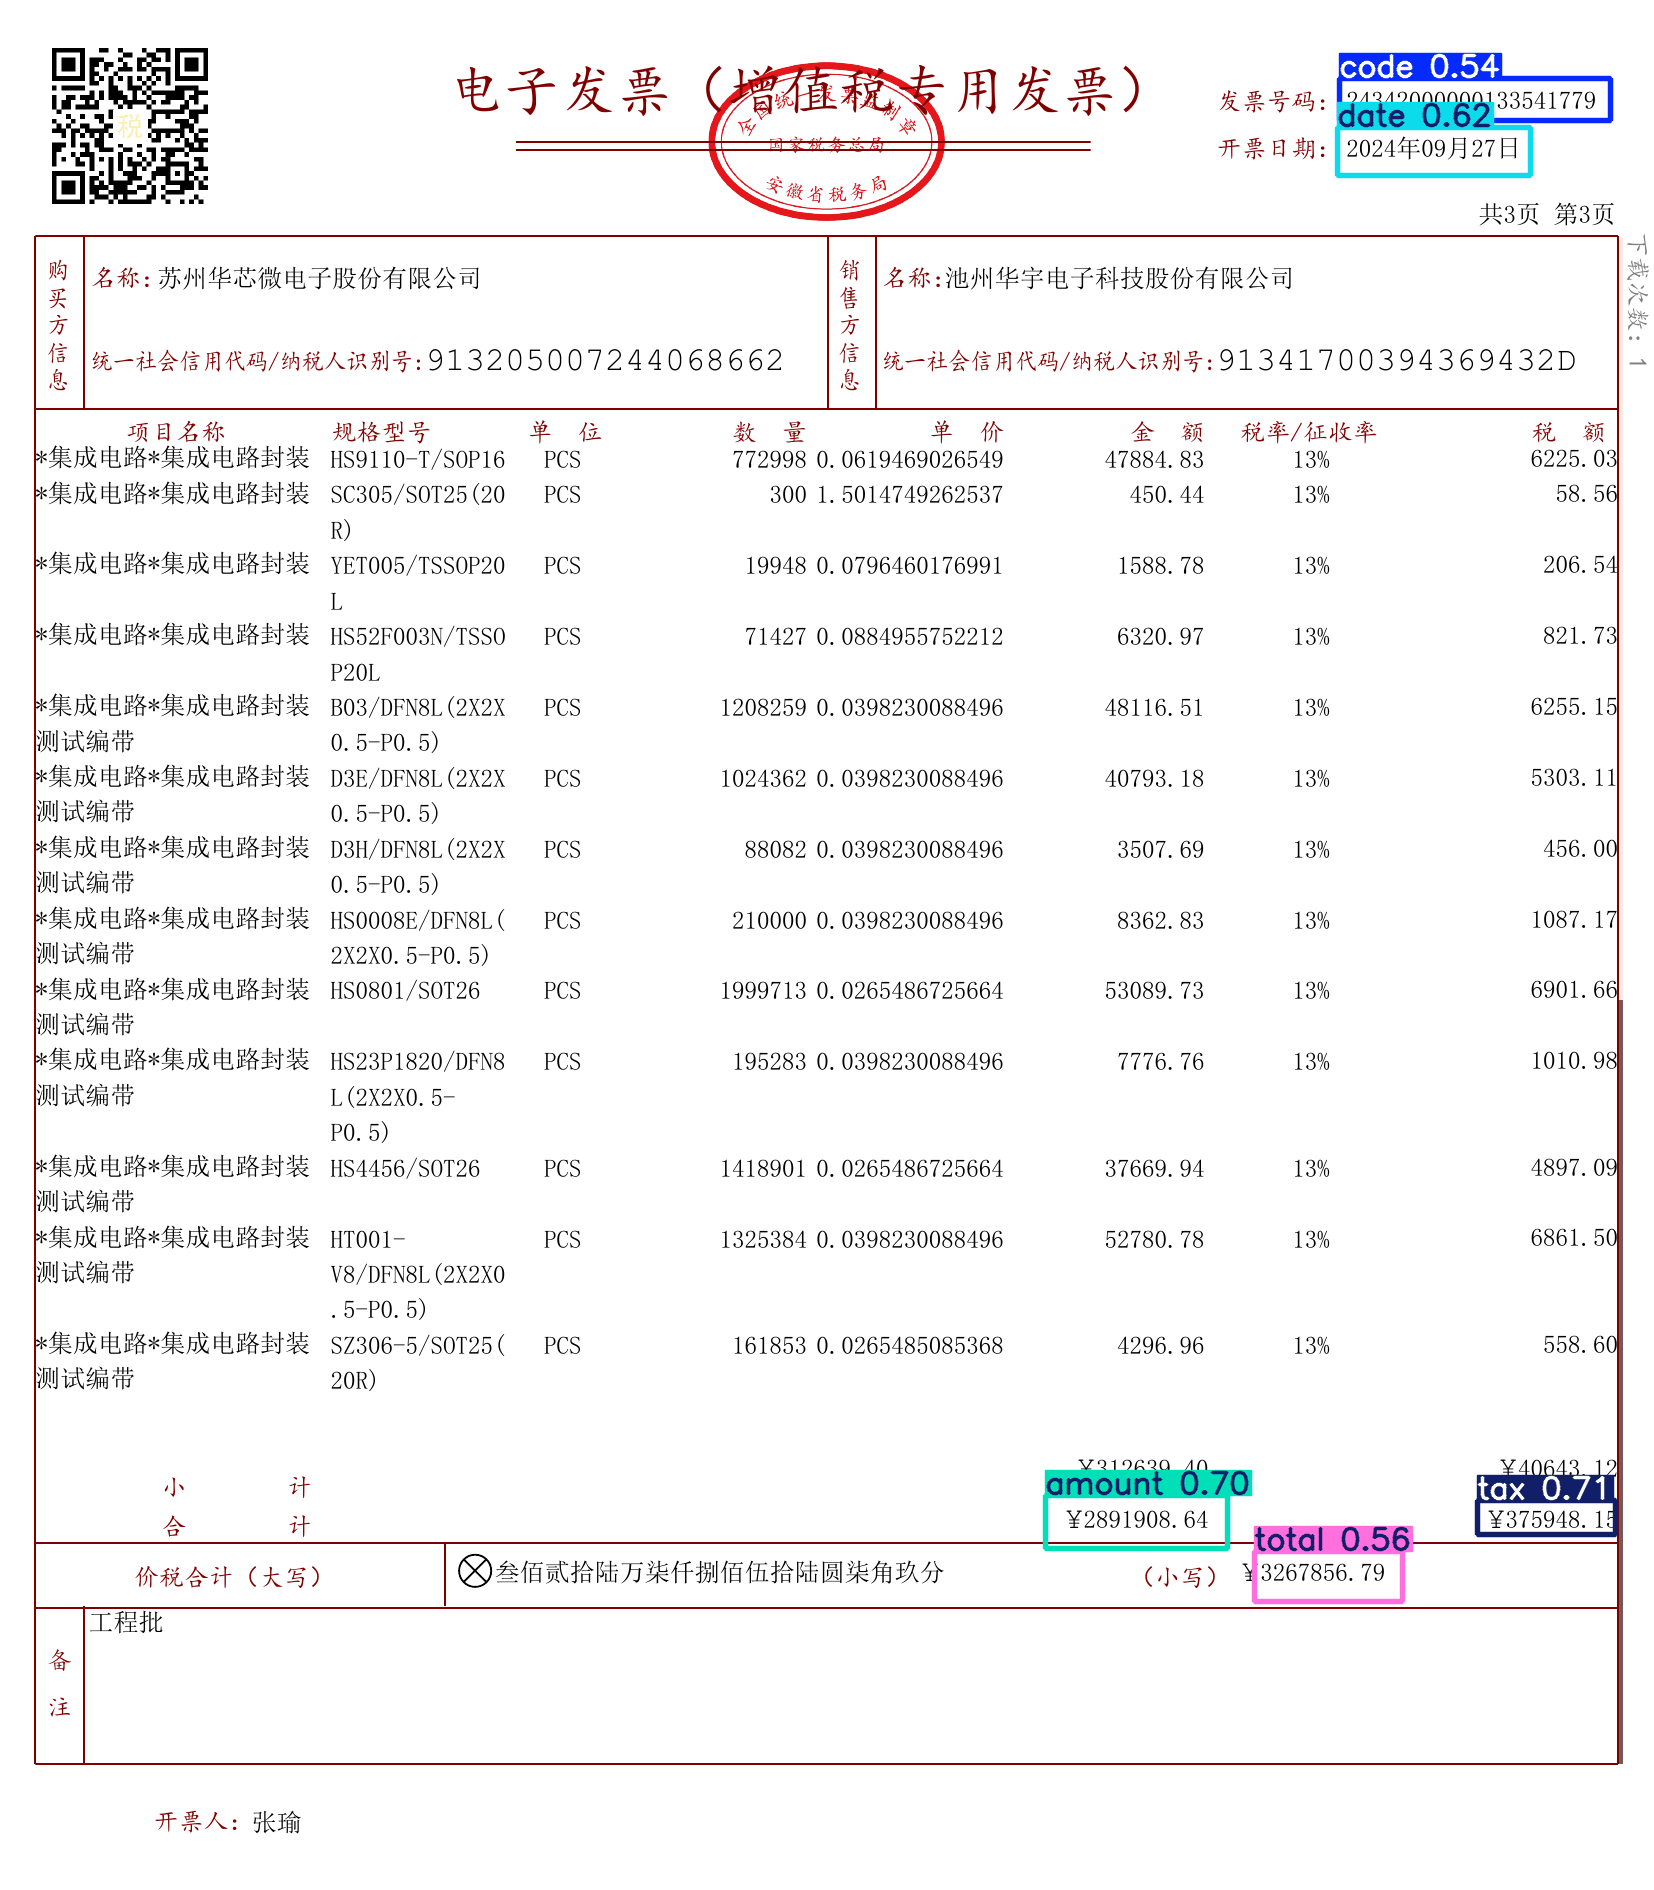 电子发票（增值税专用发票）
税
全国统一发票监制章
国家税务总局
安徽省税务局
code 0.54
发票号码：24342000000133541779
date 0.62
开票日期：2024年09月27日
共3页 第3页
下载次数：1
购买方信息
名称：苏州华芯微电子股份有限公司
统一社会信用代码/纳税人识别号：913205007244068662
销售方信息
名称：池州华宇电子科技股份有限公司
统一社会信用代码/纳税人识别号：91341700394369432D
项目名称 规格型号 单 位 数 量 单 价 金 额 税率/征收率 税 额
*集成电路*集成电路封装 HS9110-T/SOP16 PCS 772998 0.0619469026549 47884.83 13% 6225.03
*集成电路*集成电路封装 SC305/SOT25(20 PCS 300 1.5014749262537 450.44 13% 58.56
R)
*集成电路*集成电路封装 YET005/TSSOP20 PCS 19948 0.0796460176991 1588.78 13% 206.54
L
*集成电路*集成电路封装 HS52F003N/TSSO PCS 71427 0.0884955752212 6320.97 13% 821.73
P20L
*集成电路*集成电路封装 B03/DFN8L(2X2X PCS 1208259 0.0398230088496 48116.51 13% 6255.15
测试编带 0.5-P0.5)
*集成电路*集成电路封装 D3E/DFN8L(2X2X PCS 1024362 0.0398230088496 40793.18 13% 5303.11
测试编带 0.5-P0.5)
*集成电路*集成电路封装 D3H/DFN8L(2X2X PCS 88082 0.0398230088496 3507.69 13% 456.00
测试编带 0.5-P0.5)
*集成电路*集成电路封装 HS0008E/DFN8L( PCS 210000 0.0398230088496 8362.83 13% 1087.17
测试编带 2X2X0.5-P0.5)
*集成电路*集成电路封装 HS0801/SOT26 PCS 1999713 0.0265486725664 53089.73 13% 6901.66
测试编带
*集成电路*集成电路封装 HS23P1820/DFN8 PCS 195283 0.0398230088496 7776.76 13% 1010.98
测试编带 L(2X2X0.5-
P0.5)
*集成电路*集成电路封装 HS4456/SOT26 PCS 1418901 0.0265486725664 37669.94 13% 4897.09
测试编带
*集成电路*集成电路封装 HT001- PCS 1325384 0.0398230088496 52780.78 13% 6861.50
测试编带 V8/DFN8L(2X2X0
.5-P0.5)
*集成电路*集成电路封装 SZ306-5/SOT25( PCS 161853 0.0265485085368 4296.96 13% 558.60
测试编带 20R)
小 计 ¥312639.40 ¥40643.12
amount 0.70 tax 0.71
合 计 ¥2891908.64 ¥375948.15
total 0.56
价税合计（大写） 叁佰贰拾陆万柒仟捌佰伍拾陆圆柒角玖分 （小写） ¥3267856.79
备注
工程批
开票人：张瑜